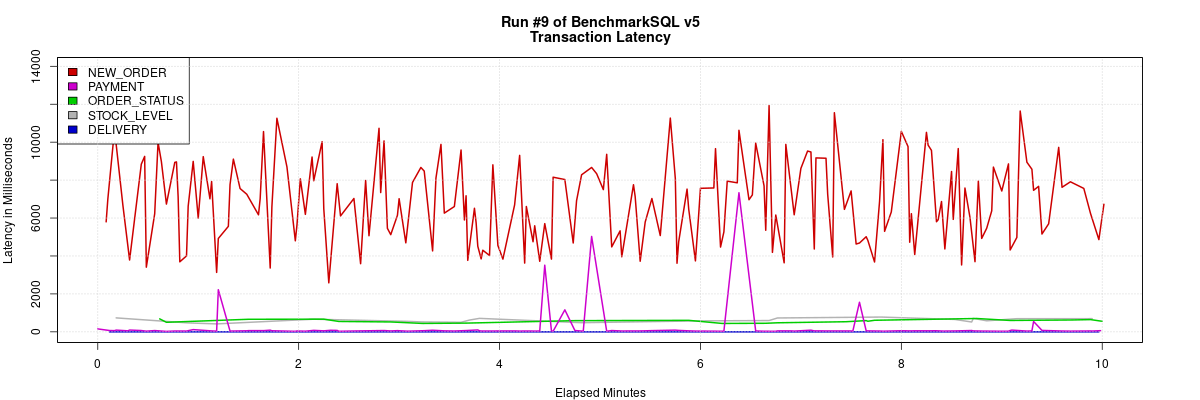 Run #9 of BenchmarkSQL v5
Transaction Latency
Latency in Milliseconds
14000
10000
6000
2000
0
NEW_ORDER
PAYMENT
ORDER_STATUS
STOCK_LEVEL
DELIVERY
0 2 4 6 8 10
Elapsed Minutes